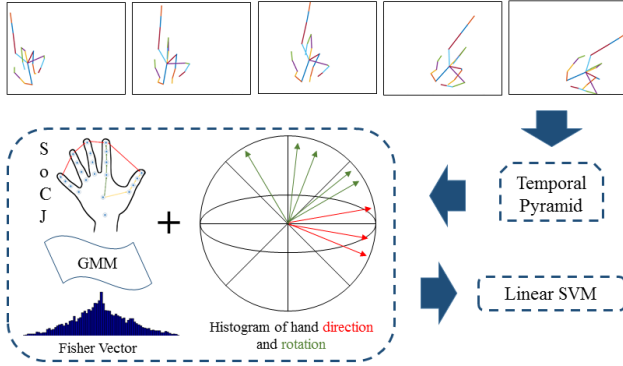 S
o
C
J
GMM
Fisher Vector
+
Histogram of hand direction
and rotation
Temporal
Pyramid
Linear SVM